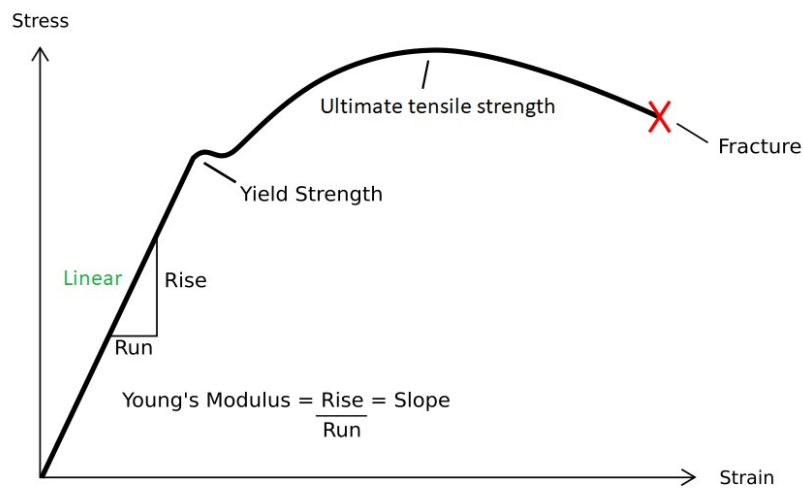 Stress
Ultimate tensile strength
Fracture
Yield Strength
Linear
Rise
Run
Young's Modulus = Rise = Slope
Run
Strain